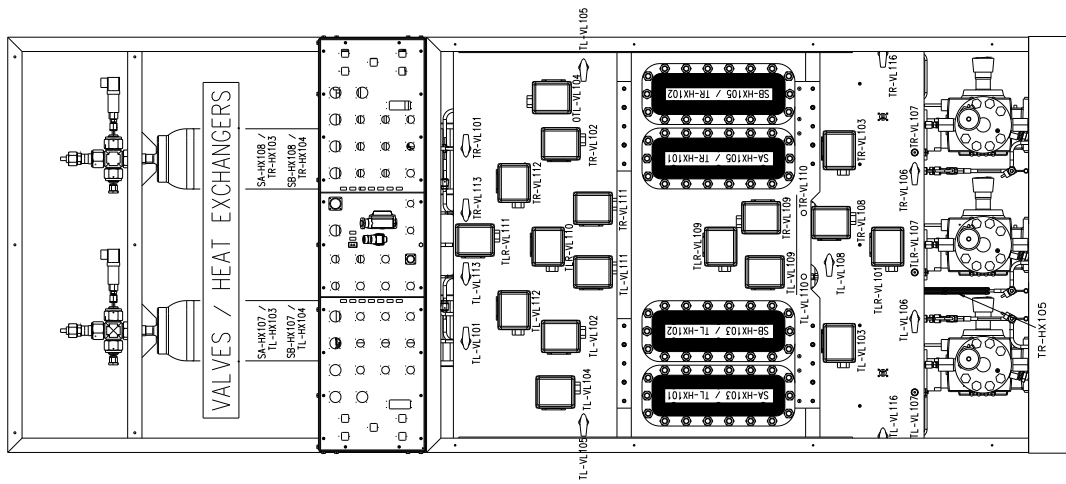 VALVES / HEAT EXCHANGERS
SA-HX107 /
TL-HX103
SB-HX107 /
TL-HX104
SA-HX108 /
TR-HX103
SB-HX108 /
TR-HX104
TL-VL101
TL-VL113
TR-VL113
TR-VL101
TLR-VL111
TL-VL112
TR-VL112
TL-VL105
TL-VL104
TL-VL102
TR-VL102
TL-VL104
TL-VL105
TL-VL111
TR-VL111
SA-HX103 / TL-HX101
SB-HX103 / TL-HX102
SA-HX105 / TR-HX101
SB-HX105 / TR-HX102
TLR-VL109
TL-VL109
TR-VL109
TL-VL110
TR-VL110
TL-VL108
TR-VL108
TL-VL103
TR-VL103
TLR-VL101
TL-VL116
TR-VL116
TL-VL106
TR-VL106
TL-VL107
TLR-VL107
TR-VL107
TR-HX105